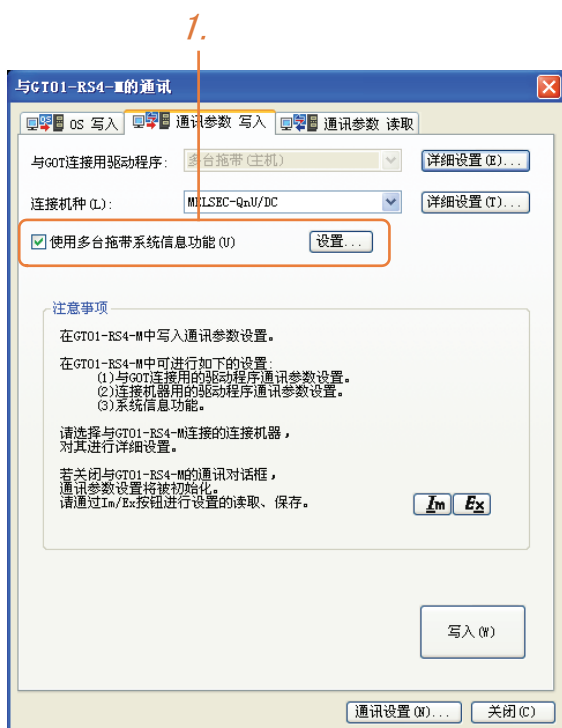 1.
与GT01-RS4-M的通讯
OS 写入 通讯参数 写入 通讯参数 读取
与GOT连接用驱动程序: 多台拖带(主机) 详细设置(E)...
连接机种(L): MELSEC-QnU/DC 详细设置(T)...
使用多台拖带系统信息功能(U) 设置...
注意事项
在GT01-RS4-M中写入通讯参数设置。
在GT01-RS4-M中可进行如下的设置:
(1)与GOT连接用的驱动程序通讯参数设置。
(2)连接机器用的驱动程序通讯参数设置。
(3)系统信息功能。
请选择与GT01-RS4-M连接的连接机器,
对其进行详细设置。
若关闭与GT01-RS4-M的通讯对话框,
通讯参数设置将被初始化。
请通过Im/Ex按钮进行设置的读取、保存。
Im Ex
写入(W)
通讯设置(N)... 关闭(C)